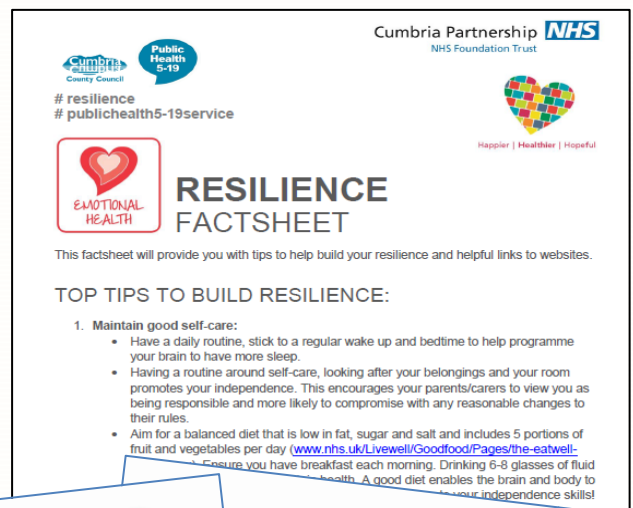 Cumbria Partnership NHS
NHS Foundation Trust
Cumbria
County Council
Public
Health
5-19
# resilience
# publichealth5-19service
Happier | Healthier | Hopeful
EMOTIONAL
HEALTH
RESILIENCE
FACTSHEET
This factsheet will provide you with tips to help build your resilience and helpful links to websites.
TOP TIPS TO BUILD RESILIENCE:
1. Maintain good self-care:
• Have a daily routine, stick to a regular wake up and bedtime to help programme
your brain to have more sleep.
• Having a routine around self-care, looking after your belongings and your room
promotes your independence. This encourages your parents/carers to view you as
being responsible and more likely to compromise with any reasonable changes to
their rules.
• Aim for a balanced diet that is low in fat, sugar and salt and includes 5 portions of
fruit and vegetables per day (www.nhs.uk/Livewell/Goodfood/Pages/the-eatwell-
). Ensure you have breakfast each morning. Drinking 6-8 glasses of fluid
health. A good diet enables the brain and body to
your independence skills!